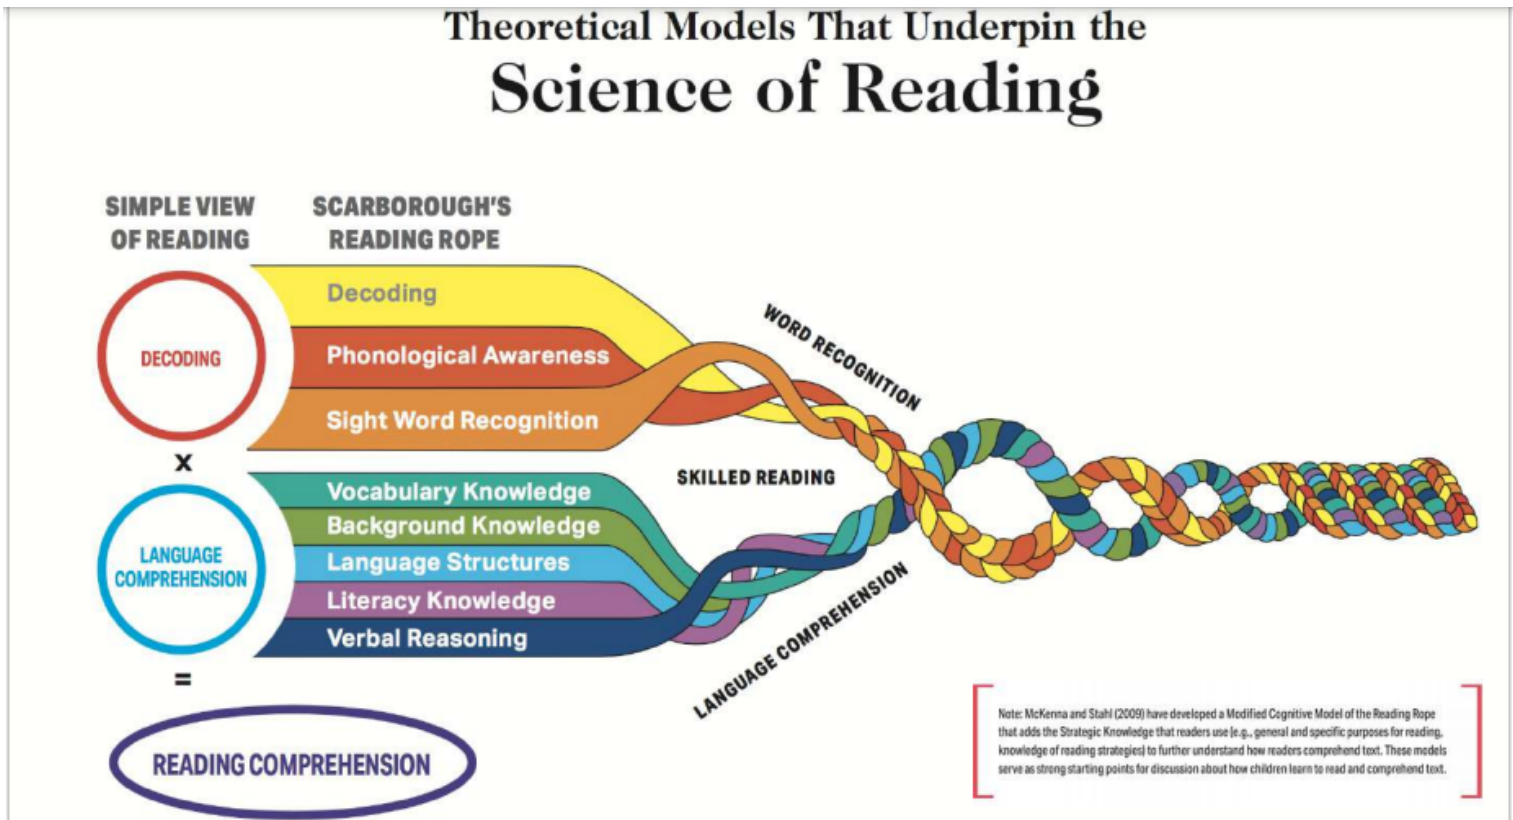 Theoretical Models That Underpin the
Science of Reading
SIMPLE VIEW
OF READING
SCARBOROUGH'S
READING ROPE
DECODING
x
LANGUAGE
COMPREHENSION
=
READING COMPREHENSION
Decoding
Phonological Awareness
Sight Word Recognition
Vocabulary Knowledge
Background Knowledge
Language Structures
Literacy Knowledge
Verbal Reasoning
WORD RECOGNITION
SKILLED READING
LANGUAGE COMPREHENSION
Note: McKenna and Stahl (2009) have developed a Modified Cognitive Model of the Reading Rope
that adds the Strategic Knowledge that readers use (e.g., general and specific purposes for reading,
knowledge of reading strategies) to further understand how readers comprehend text. These models
serve as strong starting points for discussion about how children learn to read and comprehend text.